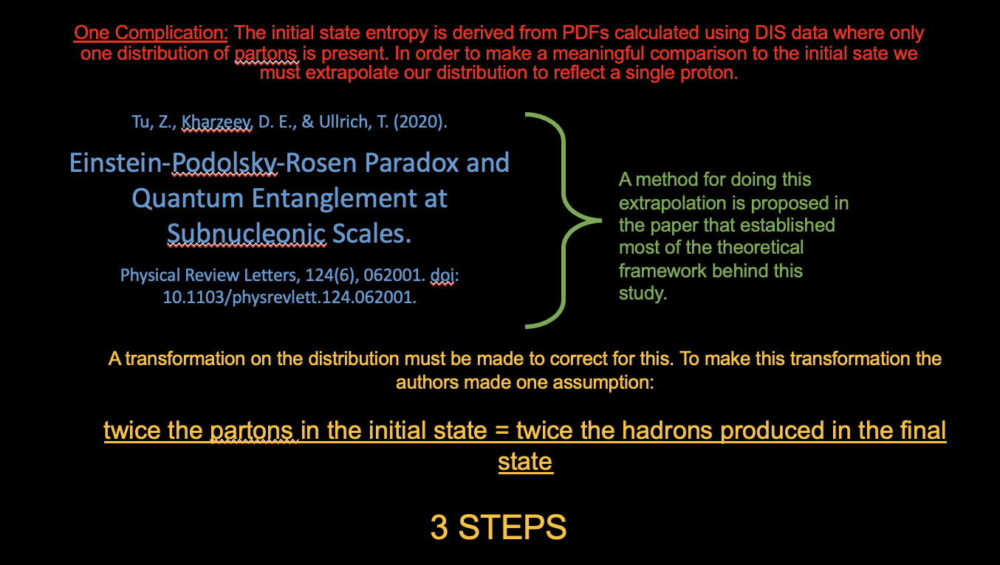 One Complication: The initial state entropy is derived from PDFs calculated using DIS data where only
one distribution of partons is present. In order to make a meaningful comparison to the initial sate we
must extrapolate our distribution to reflect a single proton.
Tu, Z., Kharzeev, D. E., & Ullrich, T. (2020).
Einstein-Podolsky-Rosen Paradox and
Quantum Entanglement at
Subnucleonic Scales.
Physical Review Letters, 124(6), 062001. doi:
10.1103/physrevlett.124.062001.
A method for doing this
extrapolation is proposed in
the paper that established
most of the theoretical
framework behind this
study.
A transformation on the distribution must be made to correct for this. To make this transformation the
authors made one assumption:
twice the partons in the initial state = twice the hadrons produced in the final
state
3 STEPS